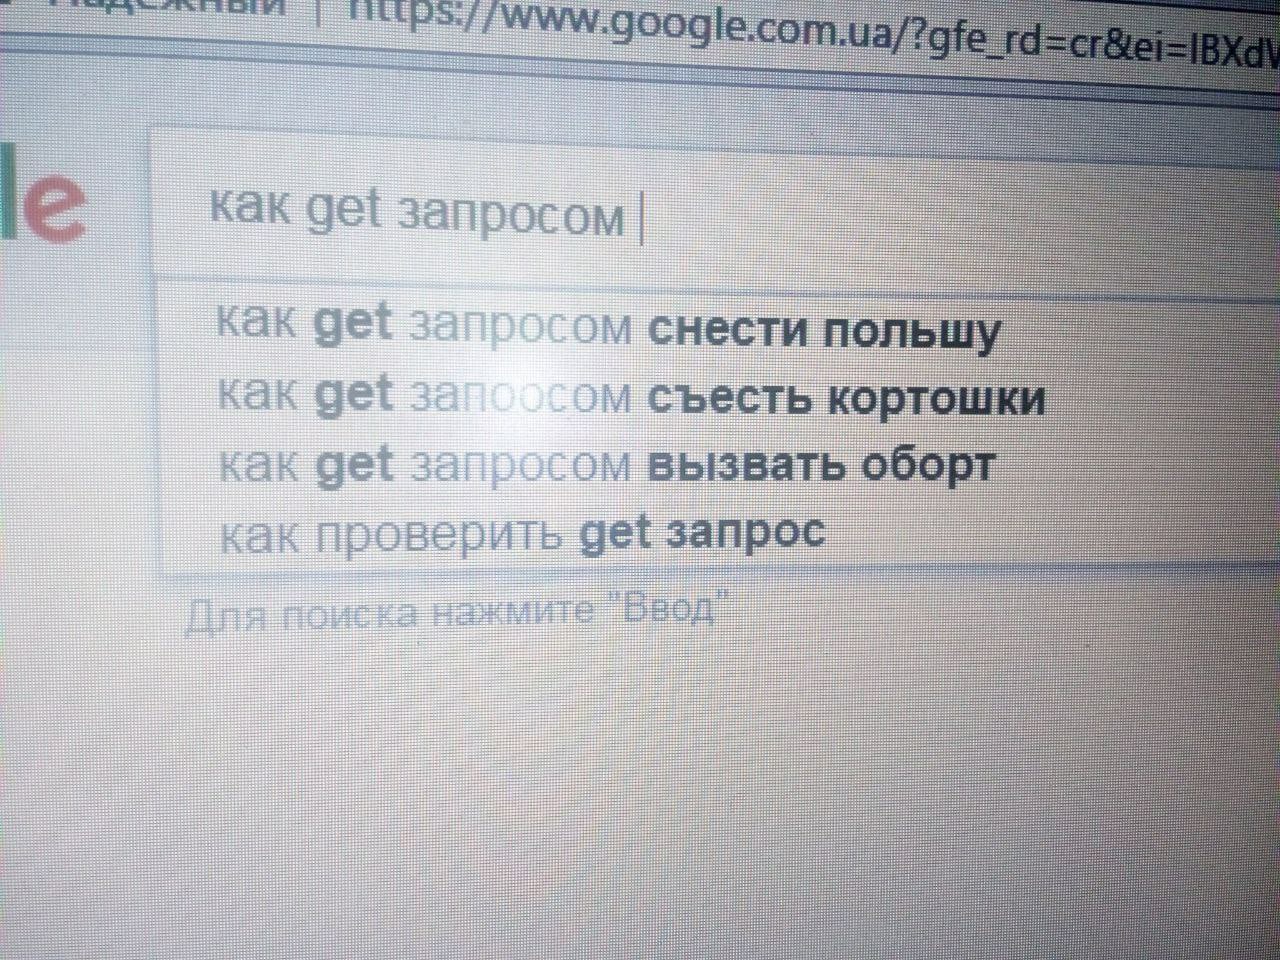 Надежный | https://www.google.com.ua/?gfe_rd=cr&ei=IBXdV
le
как get запросом
как get запросом снести польшу
как get запросом съесть кортошки
как get запросом вызвать оборт
как проверить get запрос
Для поиска нажмите "Ввод"